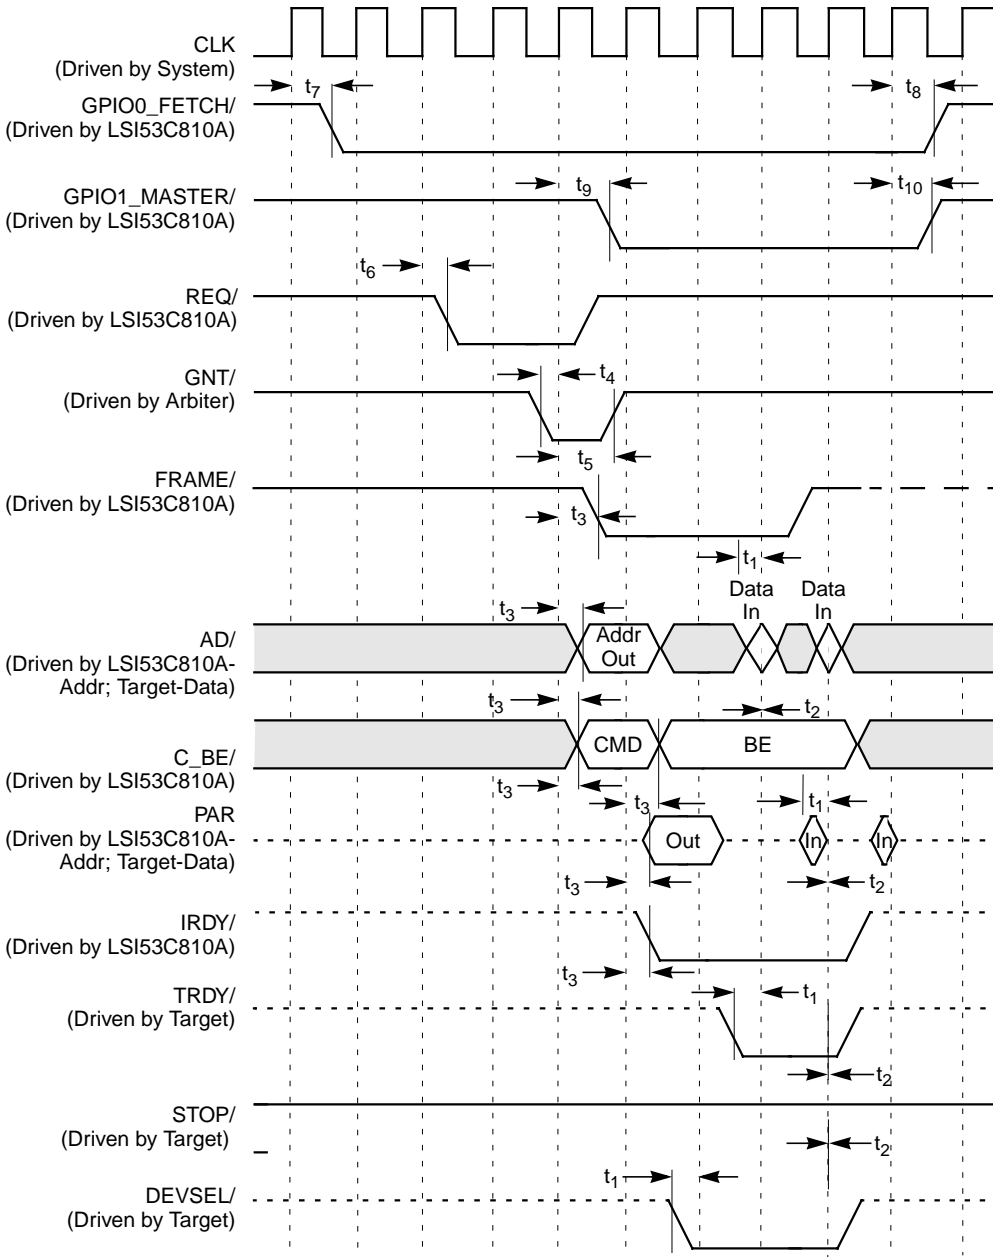 CLK
(Driven by System)
t7
t8
GPIO0_FETCH/
(Driven by LSI53C810A)
t9
t10
GPIO1_MASTER/
(Driven by LSI53C810A)
t6
REQ/
(Driven by LSI53C810A)
GNT/
(Driven by Arbiter)
t4
t5
FRAME/
(Driven by LSI53C810A)
t3
t1
Data
In
Data
In
t3
AD/
(Driven by LSI53C810A-
Addr; Target-Data)
Addr
Out
t3
t2
C_BE/
(Driven by LSI53C810A)
CMD
BE
t3
t3
t1
PAR
(Driven by LSI53C810A-
Addr; Target-Data)
Out
In
In
t3
t2
IRDY/
(Driven by LSI53C810A)
t3
t1
TRDY/
(Driven by Target)
t2
STOP/
(Driven by Target)
t2
t1
DEVSEL/
(Driven by Target)